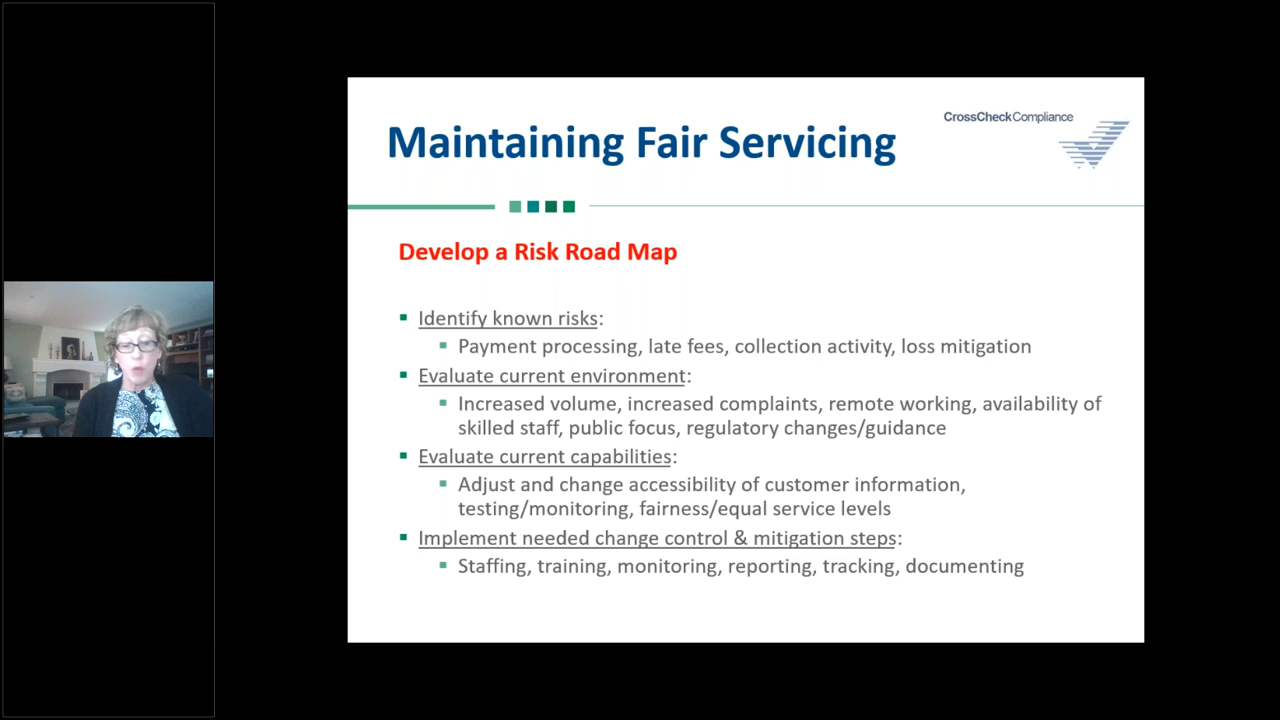 CrossCheckCompliance
Maintaining Fair Servicing
Develop a Risk Road Map
Identify known risks:
Payment processing, late fees, collection activity, loss mitigation
Evaluate current environment:
Increased volume, increased complaints, remote working, availability of
skilled staff, public focus, regulatory changes/guidance
Evaluate current capabilities:
Adjust and change accessibility of customer information,
testing/monitoring, fairness/equal service levels
Implement needed change control & mitigation steps:
Staffing, training, monitoring, reporting, tracking, documenting